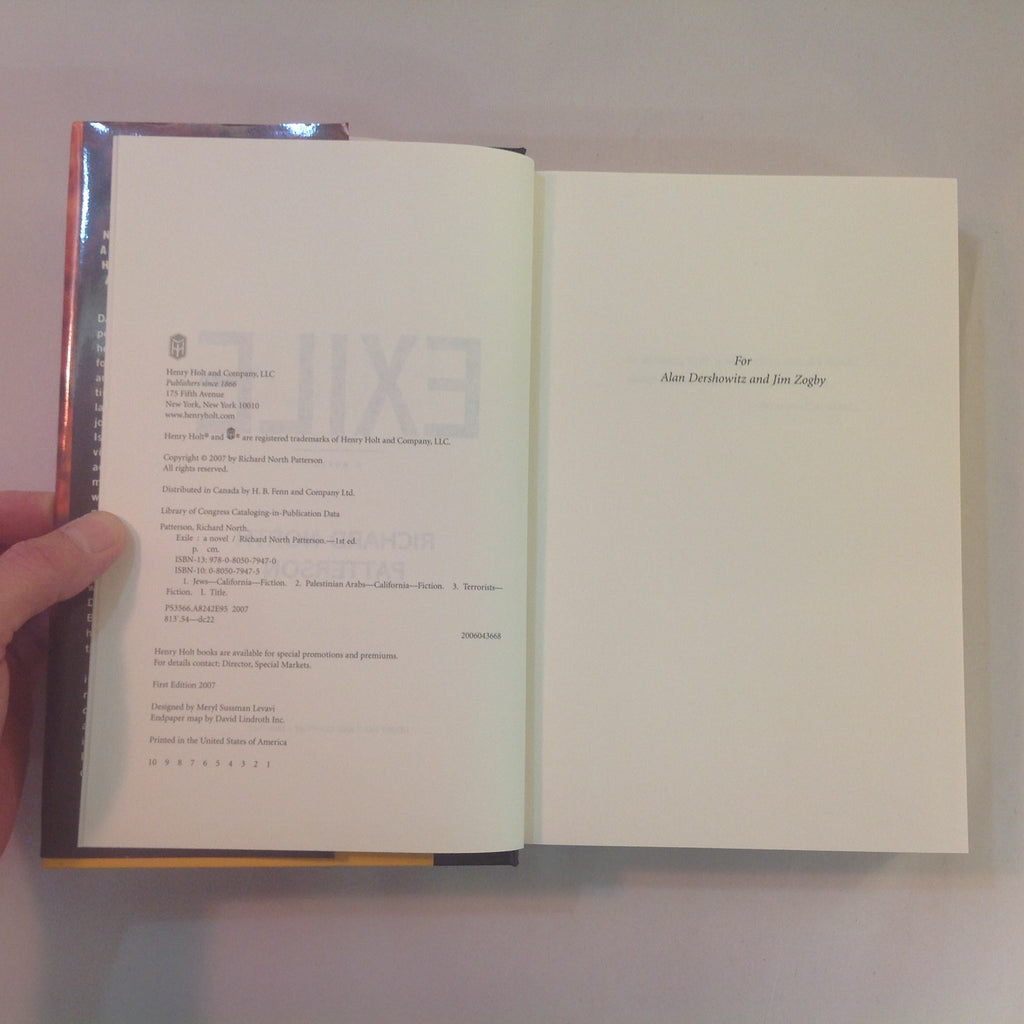 Henry Holt and Company, LLC
Publishers since 1866
175 Fifth Avenue
New York, New York 10010
www.henryholt.com
Henry Holt® and ® are registered trademarks of Henry Holt and Company, LLC.
Copyright © 2007 by Richard North Patterson
All rights reserved.
Distributed in Canada by H. B. Fenn and Company Ltd.
Library of Congress Cataloging-in-Publication Data
Patterson, Richard North.
Exile : a novel / Richard North Patterson.—1st ed.
p. cm.
ISBN-13: 978-0-8050-7947-0
ISBN-10: 0-8050-7947-5
1. Jews—California—Fiction. 2. Palestinian Arabs—California—Fiction. 3. Terrorists—
Fiction. I. Title.
PS3566.A8242E95 2007
813'.54—dc22
2006043668
Henry Holt books are available for special promotions and premiums.
For details contact: Director, Special Markets.
First Edition 2007
Designed by Meryl Sussman Levavi
Endpaper map by David Lindroth Inc.
Printed in the United States of America
10 9 8 7 6 5 4 3 2 1
For
Alan Dershowitz and Jim Zogby